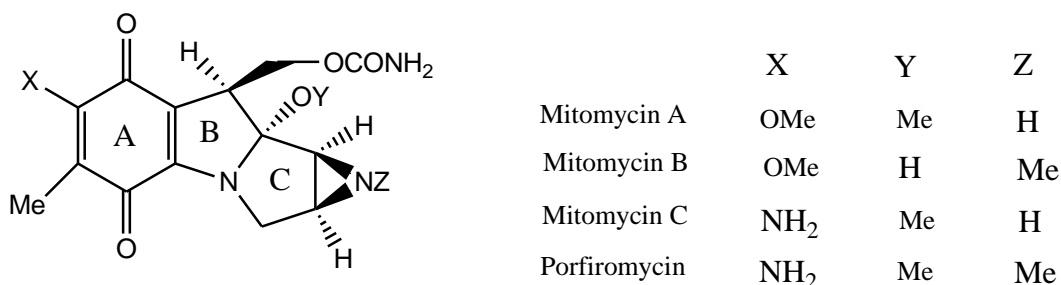 O
H
OCONH₂
X
OY
A
B
H
N
C
NZ
Me
O
H
X Y Z
Mitomycin A OMe Me H
Mitomycin B OMe H Me
Mitomycin C NH₂ Me H
Porfiromycin NH₂ Me Me